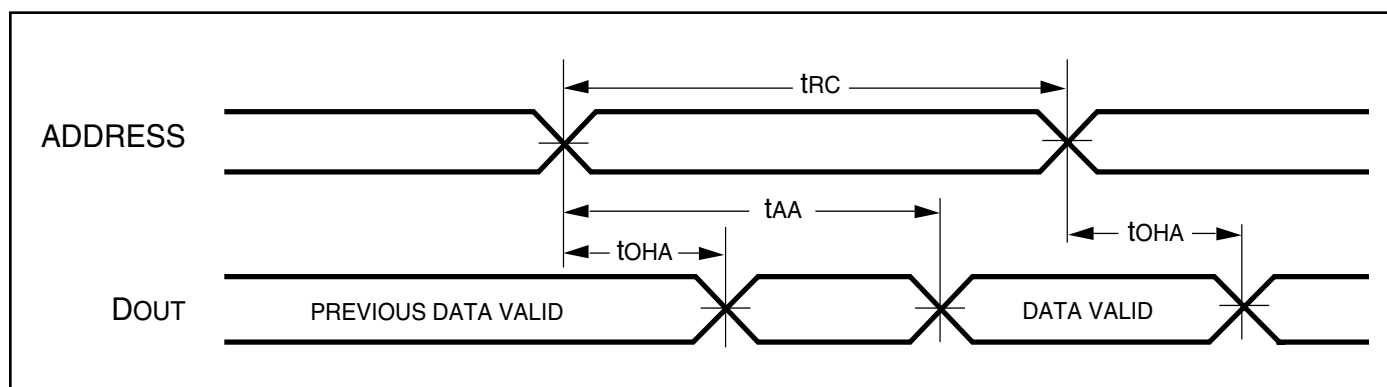 tRC
ADDRESS
tAA
tOHA
tOHA
DOUT
PREVIOUS DATA VALID
DATA VALID